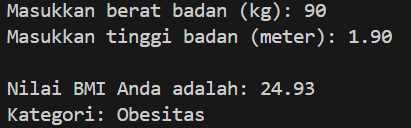 Masukkan berat badan (kg): 90
Masukkan tinggi badan (meter): 1.90
Nilai BMI Anda adalah: 24.93
Kategori: Obesitas